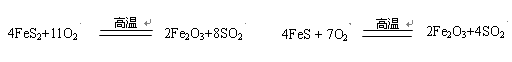 4FeS₂+11O₂ 高温 ↵ 2Fe₂O₃+8SO₂ 4FeS + 7O₂ 高温 ↵ 2Fe₂O₃+4SO₂